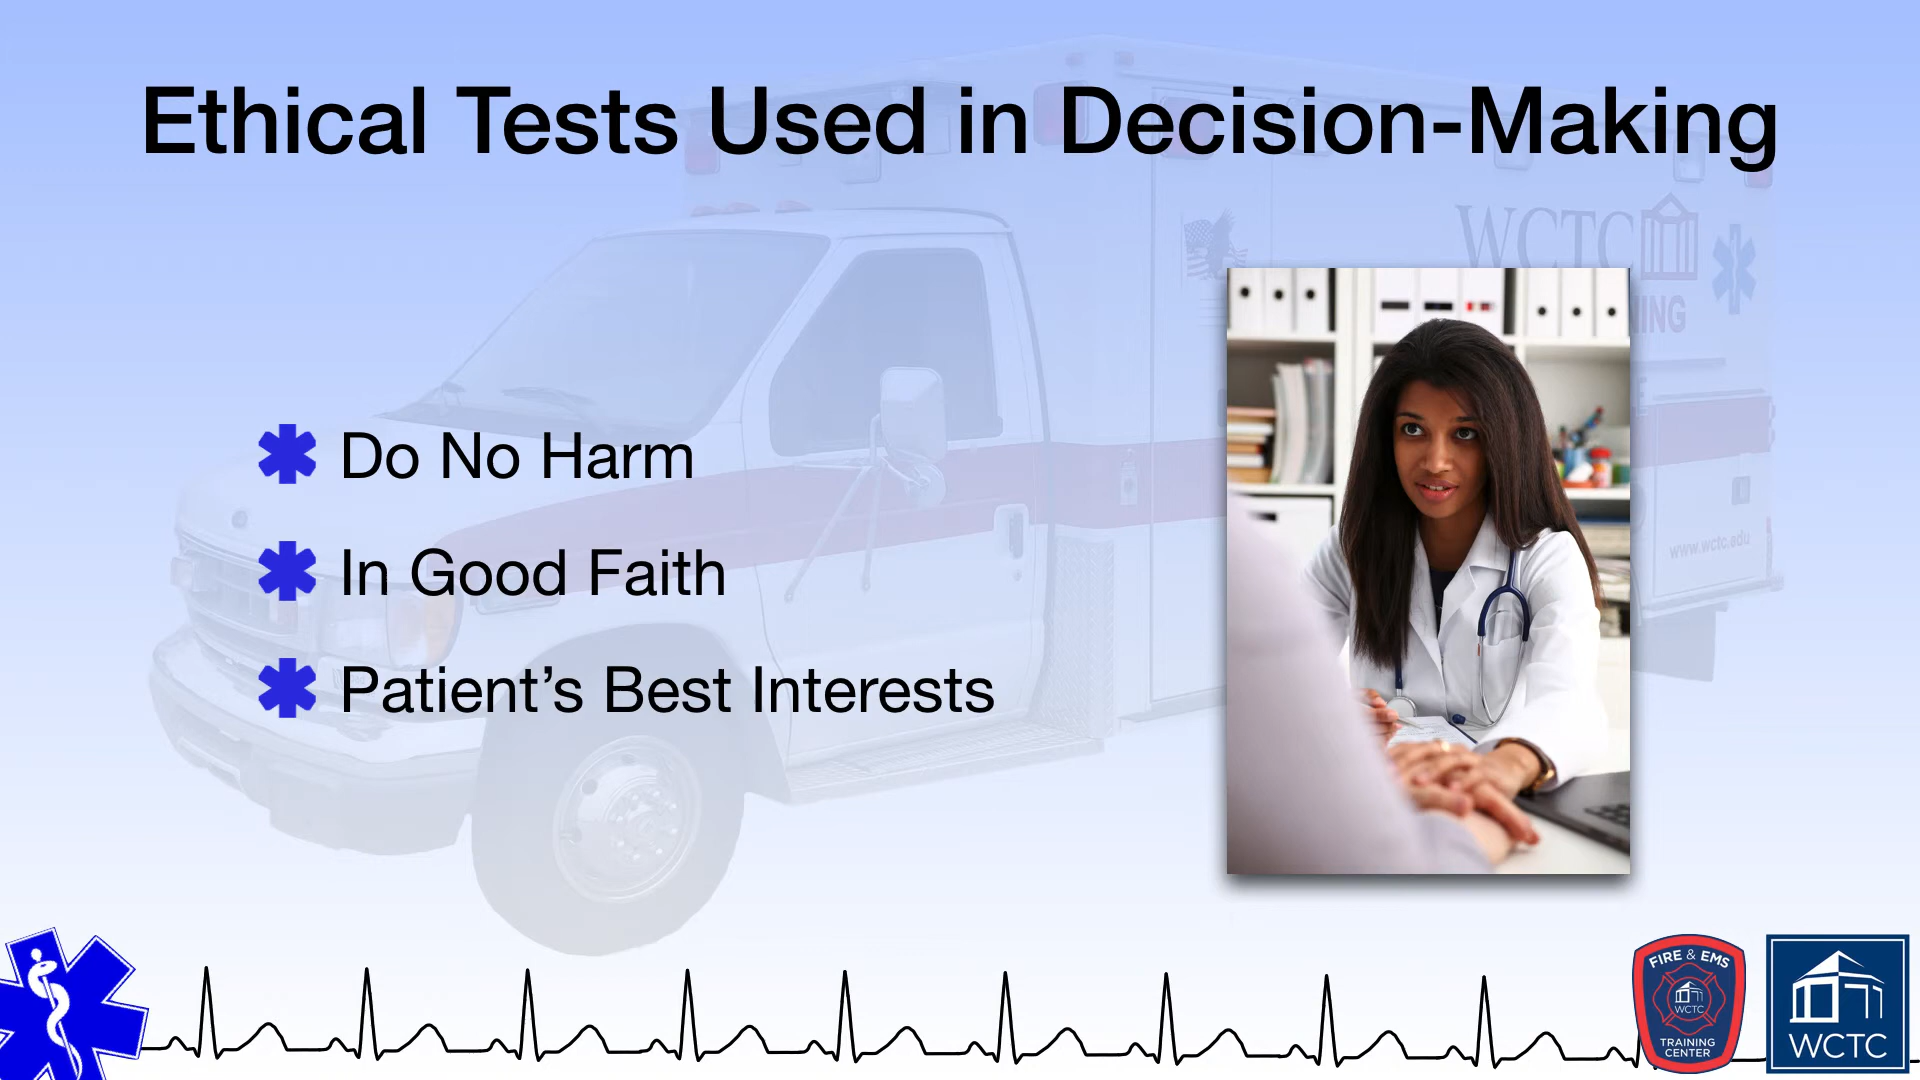 Ethical Tests Used in Decision-Making
WCTC
ING
Do No Harm
In Good Faith
Patient’s Best Interests
www.wctc.edu
FIRE & EMS
WCTC
TRAINING
CENTER
WCTC